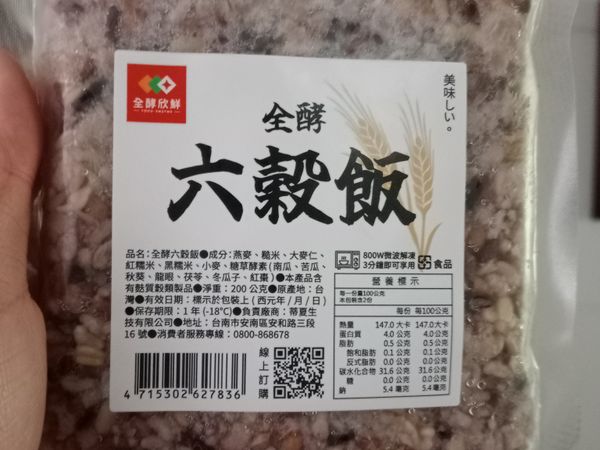 全酵欣鮮
美味しい。
全酵
六穀飯
品名:全酵六穀飯●成分:燕麥、糙米、大麥仁、
紅糯米、黑糯米、小麥、糖草酵素(南瓜、苦瓜、
秋葵、龍眼、茯苓、冬瓜子、紅棗)●本產品含
有麩質穀類製品●淨重:200公克●原產地:台
灣●有效日期:標示於包裝上(西元年/月/日)
●保存期限:1年(-18℃)●負責廠商:蒂夏生
技有限公司●地址:台南市安南區安和路三段
16號●消費者服務專線:0800-868678
800W微波解凍
3分鐘即可享用
食品
營養標示
每一份量100公克
本包裝含2份
每份 每100公克
熱量 147.0大卡 147.0大卡
蛋白質 4.0公克 4.0公克
脂肪 0.5公克 0.5公克
飽和脂肪 0.1公克 0.1公克
反式脂肪 0.0公克 0.0公克
碳水化合物 31.6公克 31.6公克
糖 0.0公克 0.0公克
鈉 5.4毫克 5.4毫克
線上訂購
4 715302 627836